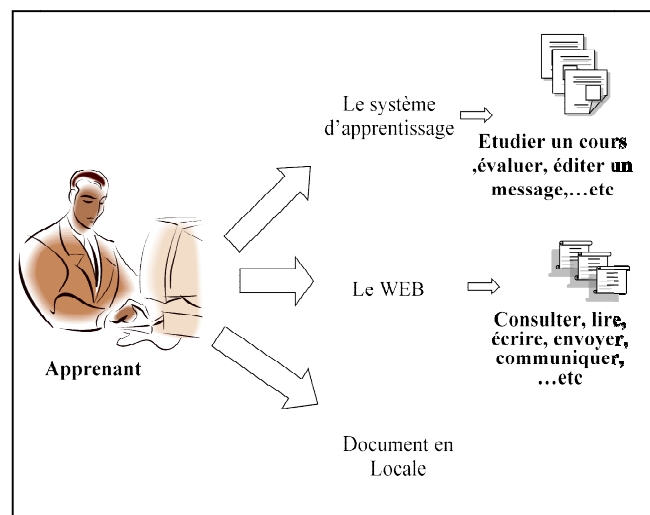 Le système
d'apprentissage
Etudier un cours
,évaluer, éditer un
message,…etc
Apprenant
Le WEB
Consulter, lire,
écrire, envoyer,
communiquer,
…etc
Document en
Locale